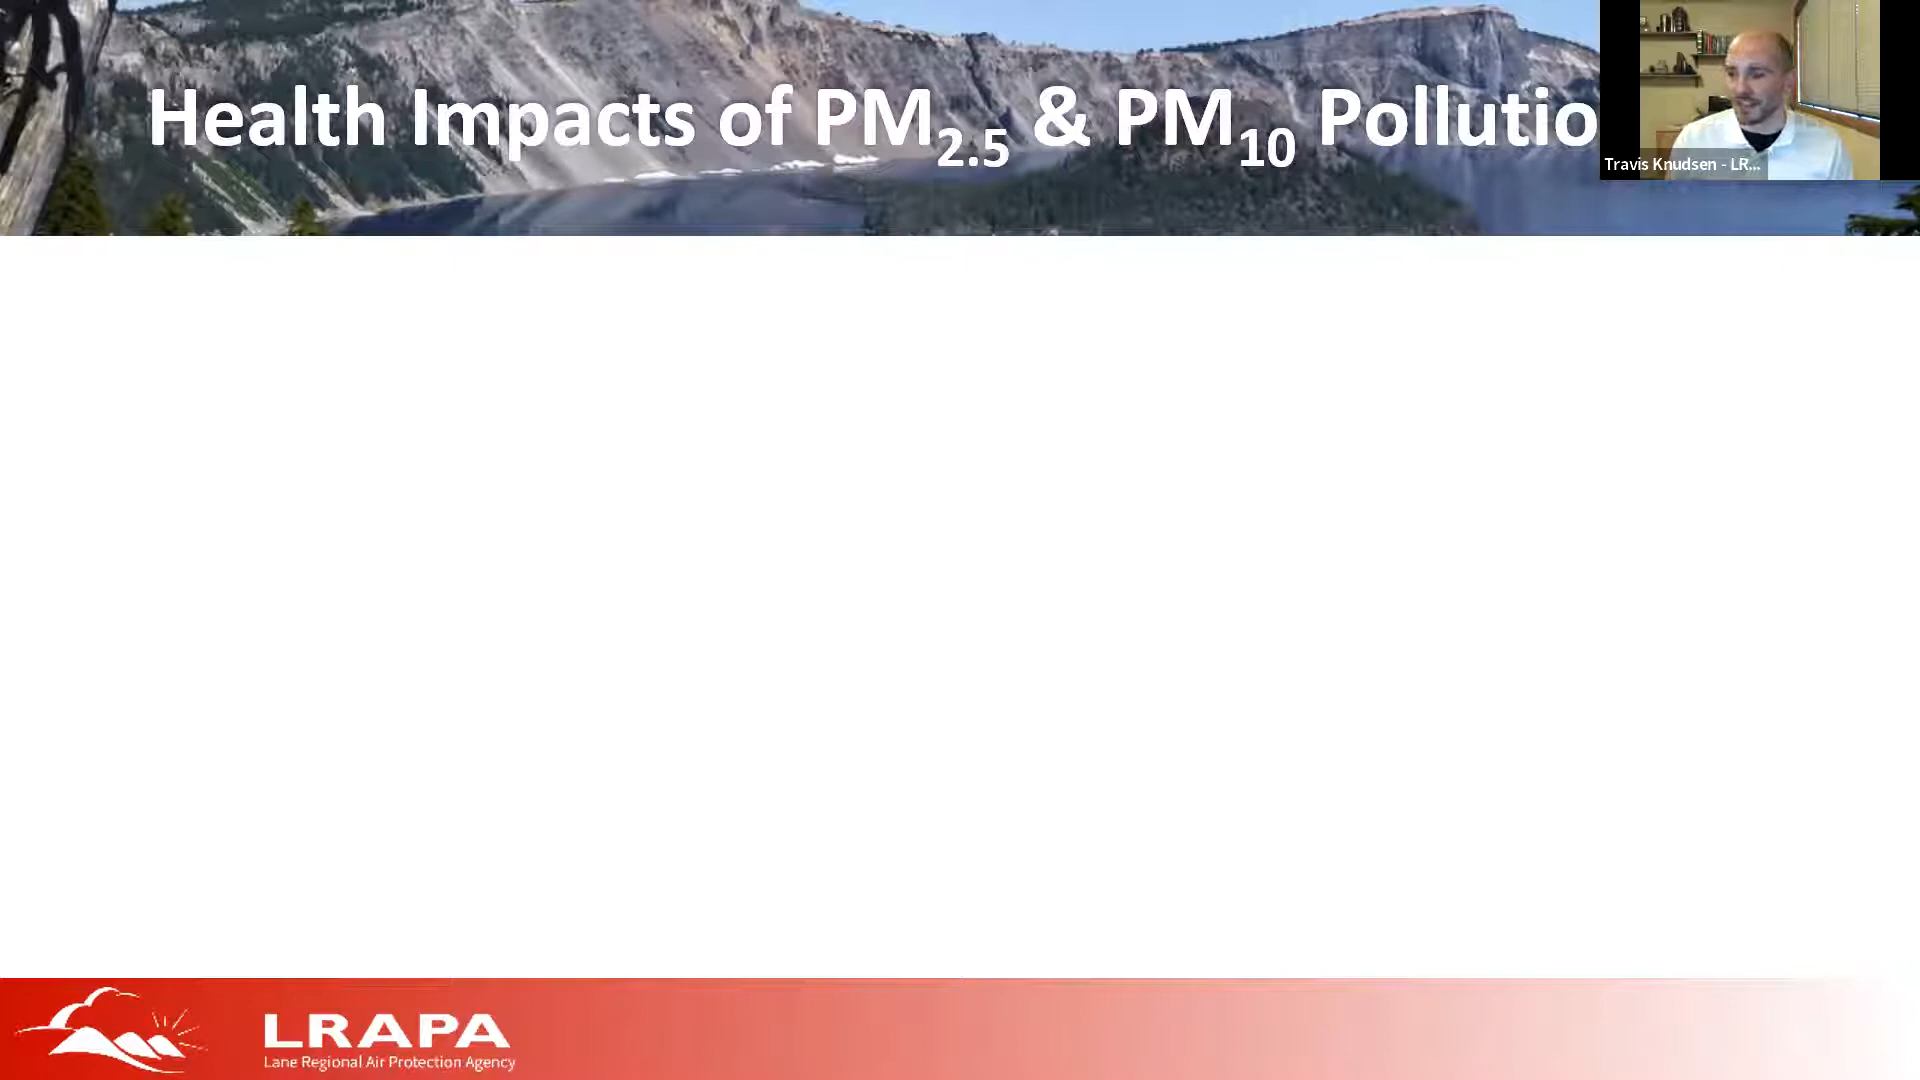 Health Impacts of PM2.5 & PM10 Pollutio
Travis Knudsen - LR...
LRAPA
Lane Regional Air Protection Agency